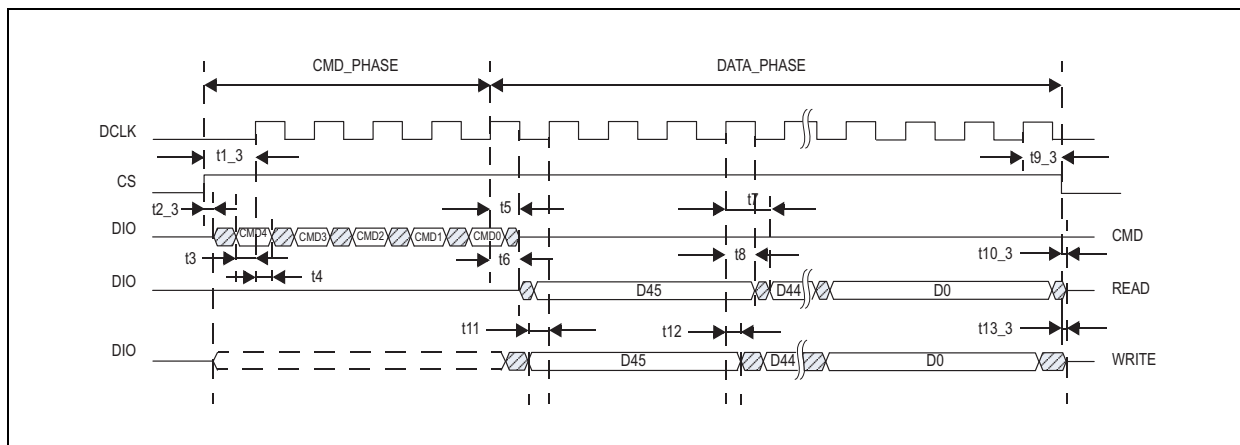 CMD_PHASE DATA_PHASE
DCLK
t1_3 t9_3
CS
t2_3 t5 t7
DIO CMD4 CMD3 CMD2 CMD1 CMD0 CMD
t3 t6 t8 t10_3
t4
DIO D45 D44 D0 READ
t11 t12 t13_3
DIO D45 D44 D0 WRITE